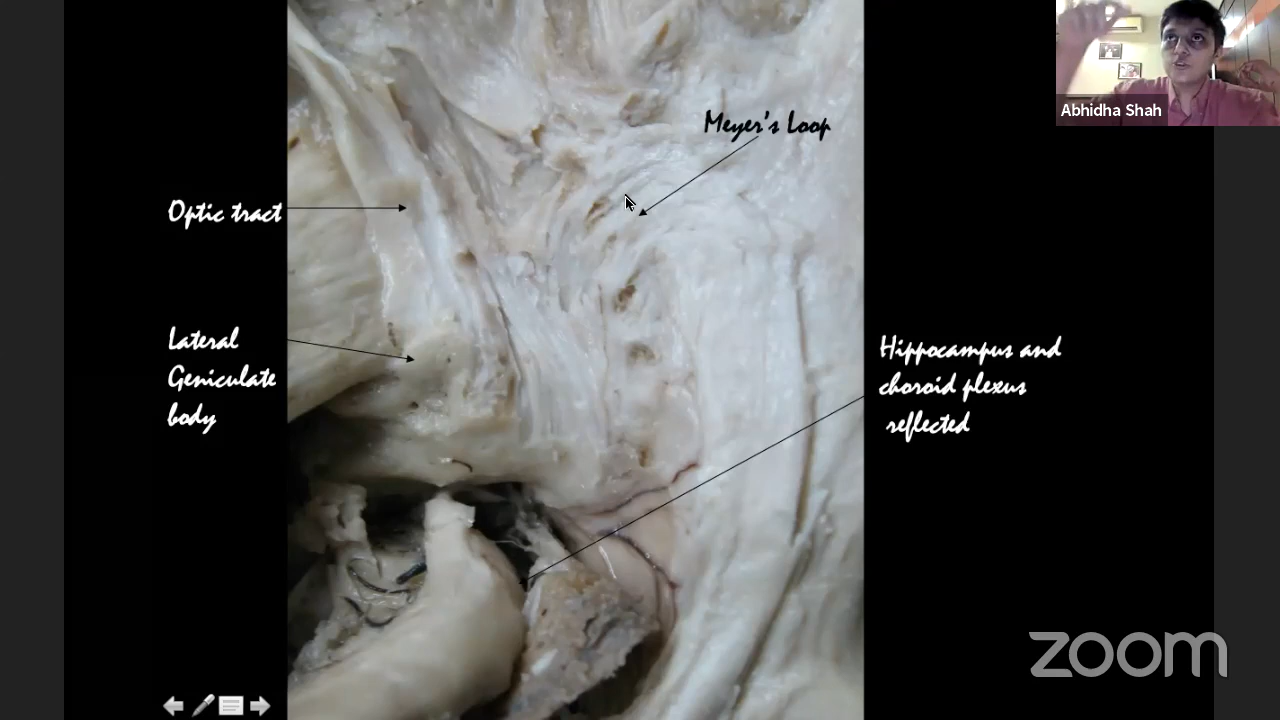 Abhidha Shah
Meyer's Loop
Optic tract
Lateral
Geniculate
body
Hippocampus and
choroid plexus
reflected
zoom